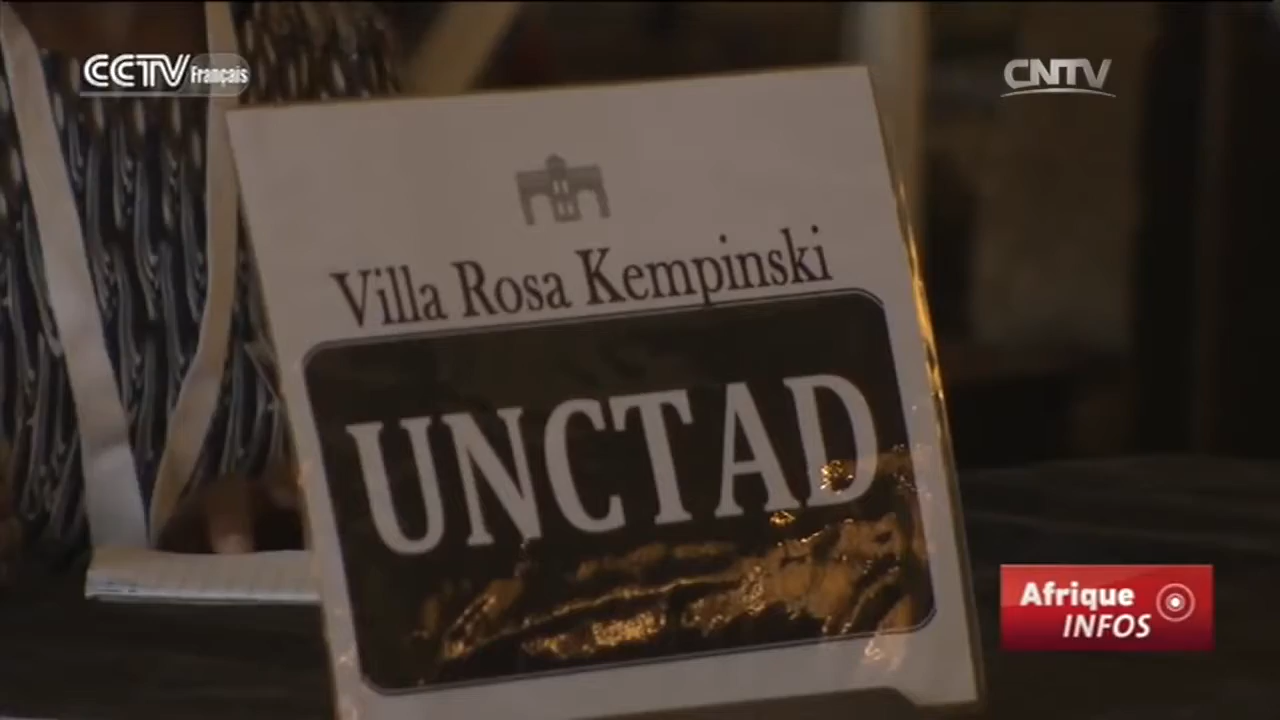 CCTV Français
CNTV
Villa Rosa Kempinski
UNCTAD
Afrique
INFOS